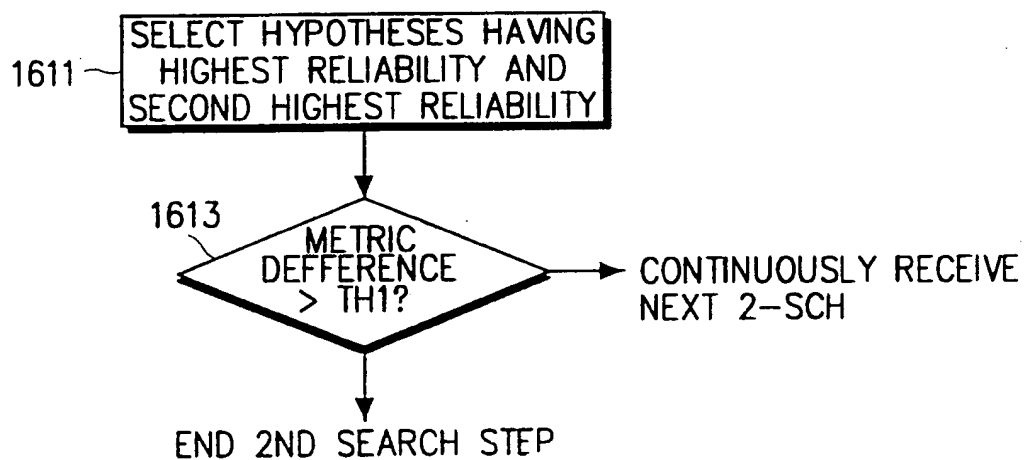 SELECT HYPOTHESES HAVING
1611
HIGHEST RELIABILITY AND
SECOND HIGHEST RELIABILITY
1613
METRIC
DEFFERENCE
> TH1?
CONTINUOUSLY RECEIVE
NEXT 2-SCH
END 2ND SEARCH STEP